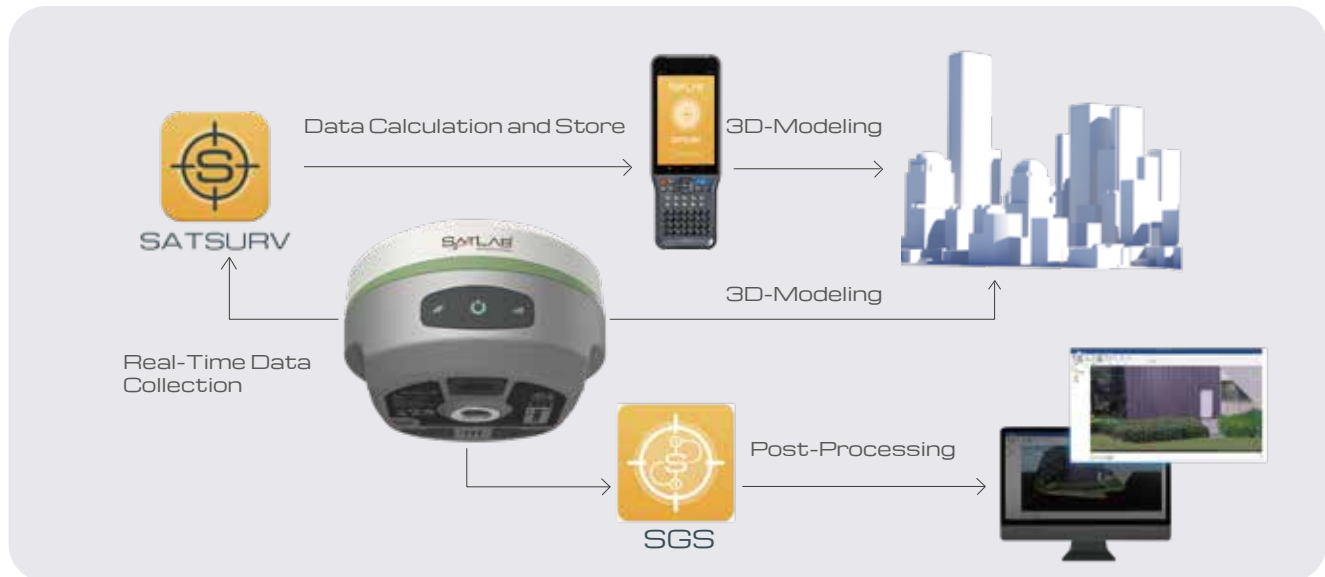 Data Calculation and Store
3D-Modeling
SATSURV
SATLAB
3D-Modeling
Real-Time Data
Collection
Post-Processing
SGS